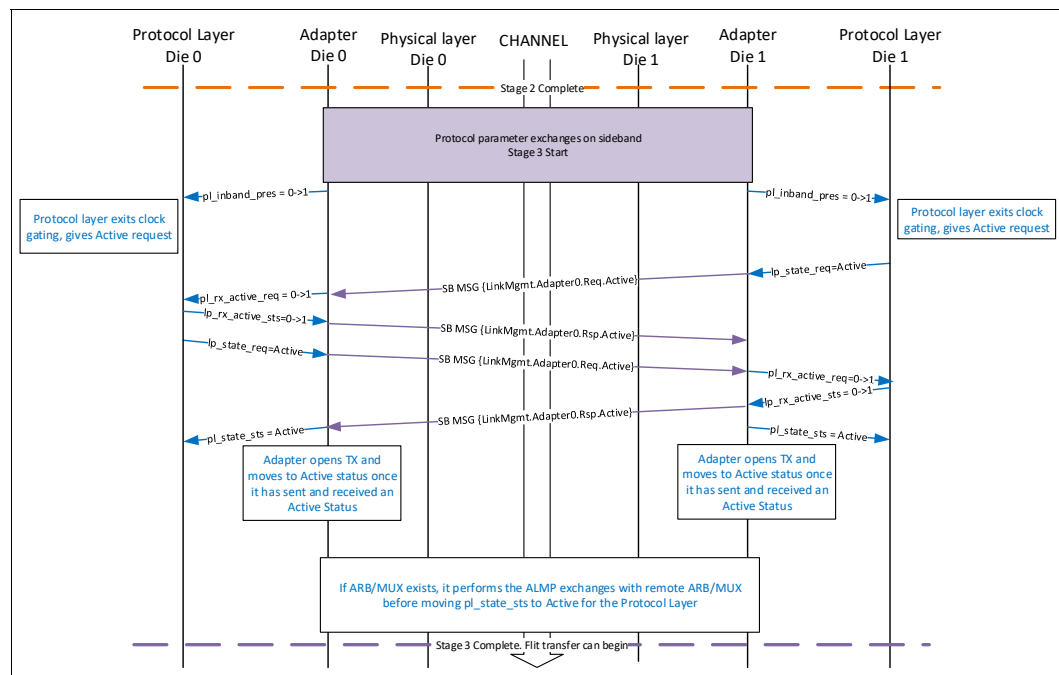 Protocol Layer
Die 0
Adapter
Die 0
Physical layer
Die 0
CHANNEL
Physical layer
Die 1
Adapter
Die 1
Protocol Layer
Die 1
Stage 2 Complete
Protocol parameter exchanges on sideband
Stage 3 Start
pl_inband_pres = 0->1
pl_inband_pres = 0->1
Protocol layer exits clock
gating, gives Active request
Protocol layer exits clock
gating, gives Active request
lp_state_req=Active
SB MSG {LinkMgmt.Adapter0.Req.Active}
pl_rx_active_req = 0->1
lp_rx_active_sts=0->1
SB MSG {LinkMgmt.Adapter0.Rsp.Active}
lp_state_req=Active
SB MSG {LinkMgmt.Adapter0.Req.Active}
pl_rx_active_req=0->1
lp_rx_active_sts = 0->1
SB MSG {LinkMgmt.Adapter0.Rsp.Active}
pl_state_sts = Active
pl_state_sts = Active
Adapter opens TX and
moves to Active status once
it has sent and received an
Active Status
Adapter opens TX and
moves to Active status once
it has sent and received an
Active Status
If ARB/MUX exists, it performs the ALMP exchanges with remote ARB/MUX
before moving pl_state_sts to Active for the Protocol Layer
Stage 3 Complete. Flit transfer can begin